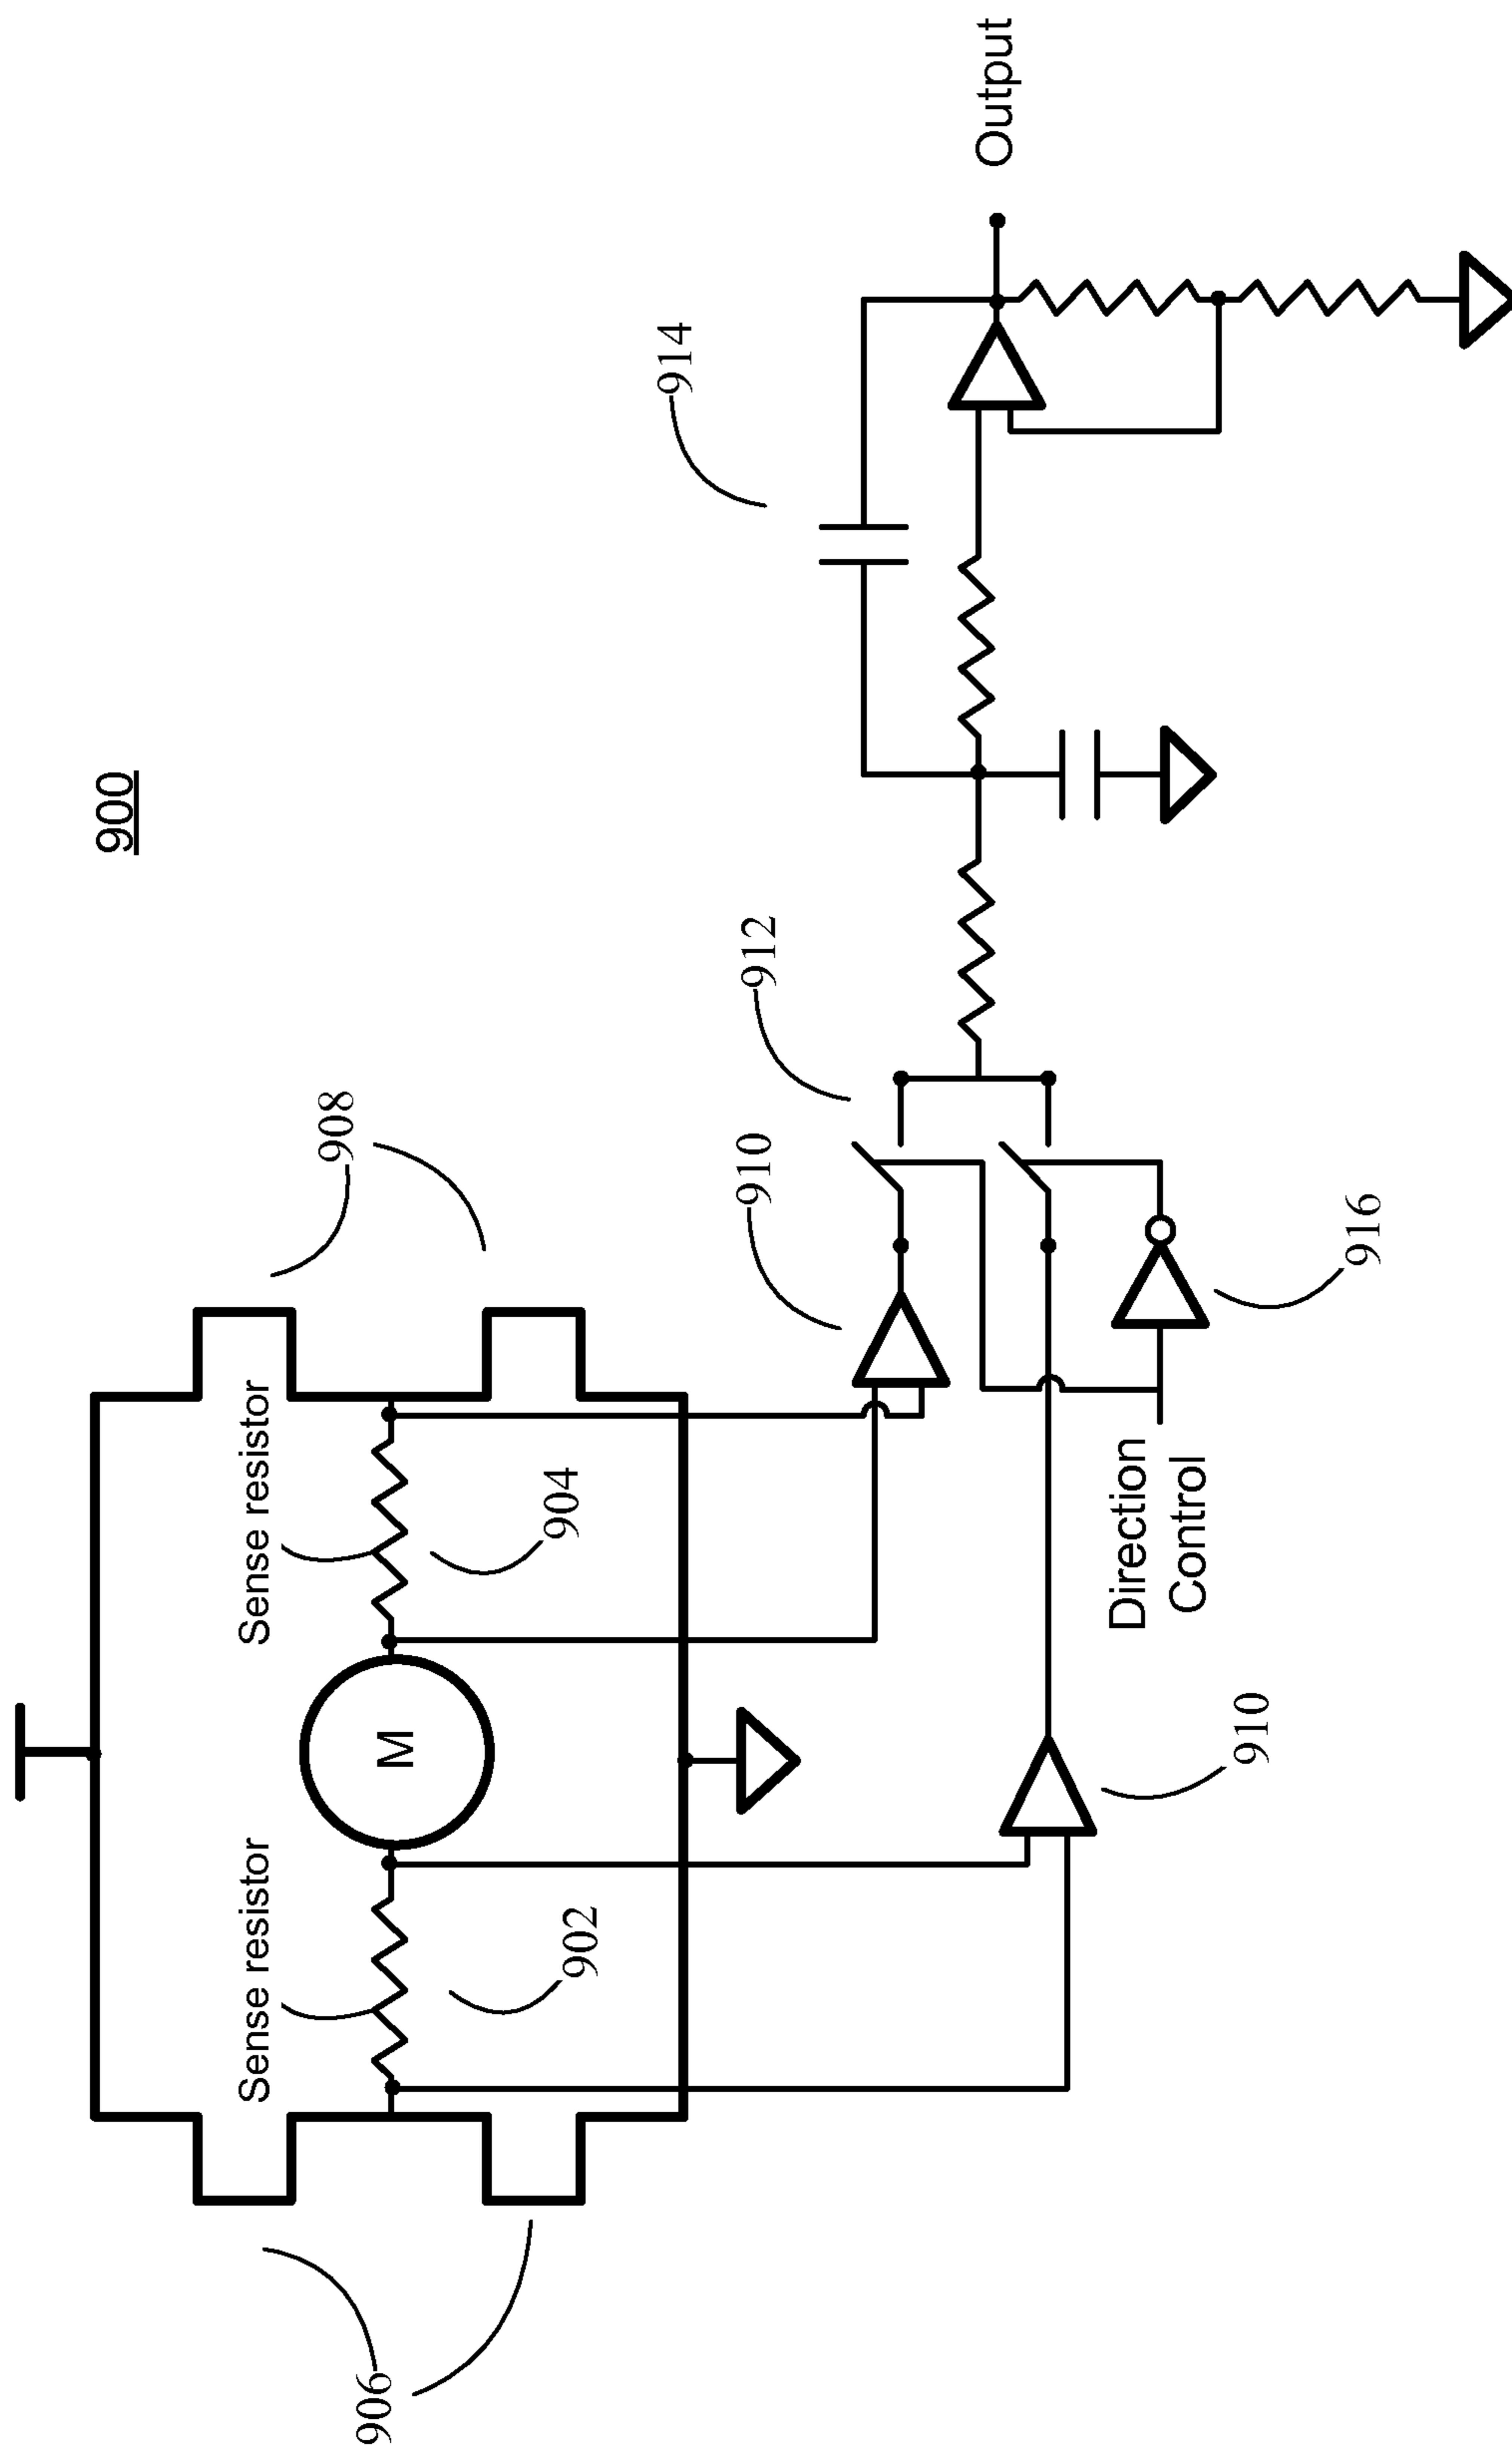 900
906
908
Sense resistor
Sense resistor
M
902
904
910
912
914
Output
Direction
Control
910
916